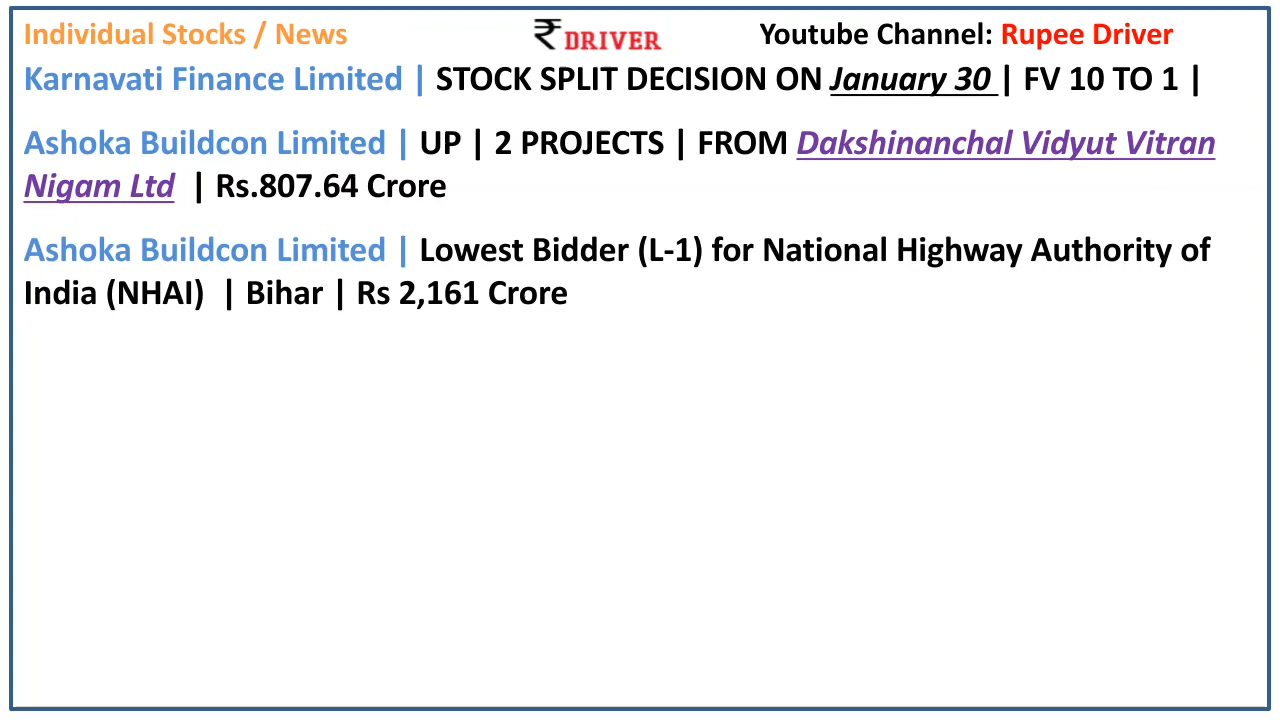 Individual Stocks / News ₹ DRIVER Youtube Channel: Rupee Driver
Karnavati Finance Limited | STOCK SPLIT DECISION ON January 30 | FV 10 TO 1 |
Ashoka Buildcon Limited | UP | 2 PROJECTS | FROM Dakshinanchal Vidyut Vitran
Nigam Ltd | Rs.807.64 Crore
Ashoka Buildcon Limited | Lowest Bidder (L-1) for National Highway Authority of
India (NHAI) | Bihar | Rs 2,161 Crore